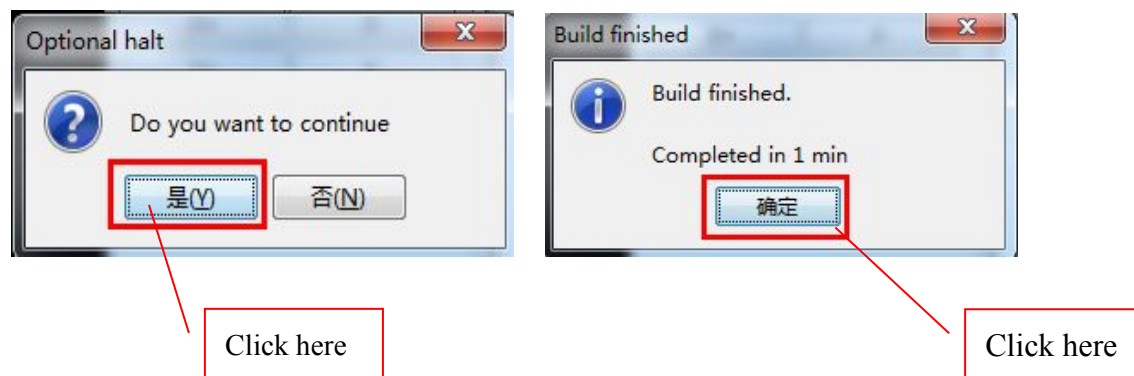 Optional halt
Do you want to continue
是(Y)
否(N)
Click here
Build finished
Build finished.
Completed in 1 min
确定
Click here